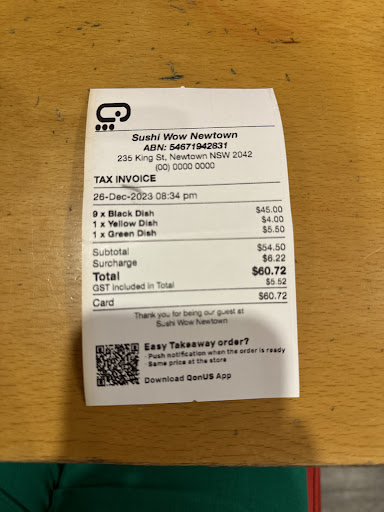 Sushi Wow Newtown
ABN: 54671942831
235 King St, Newtown NSW 2042
(00) 0000 0000
TAX INVOICE
26-Dec-2023 08:34 pm
9 x Black Dish $45.00
1 x Yellow Dish $4.00
1 x Green Dish $5.50
Subtotal $54.50
Surcharge $6.22
Total $60.72
GST Included in Total $5.52
Card $60.72
Thank you for being our guest at
Sushi Wow Newtown
Easy Takeaway order?
- Push notification when the order is ready
- Same price at the store
Download QonUS App